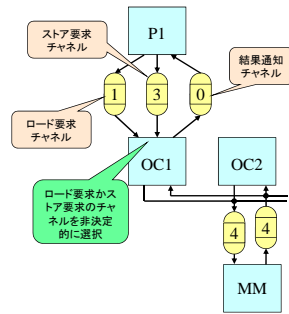 ストア要求
チャネル
P1
結果通知
チャネル
1
3
0
ロード要求
チャネル
OC1
OC2
ロード要求かス
トア要求のチャ
ネルを非決定
的に選択
4
4
MM